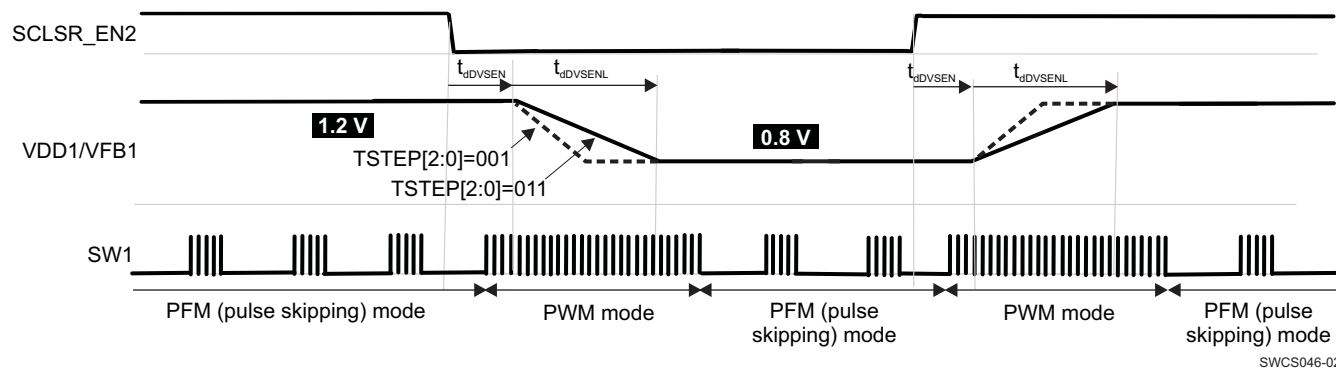 SCLSR_EN2
tdDVSEN
tdDVSENL
tdDVSEN
tdDVSENL
VDD1/VFB1
1.2 V
TSTEP[2:0]=001
TSTEP[2:0]=011
0.8 V
SW1
PFM (pulse skipping) mode
PWM mode
PFM (pulse
skipping) mode
PWM mode
PFM (pulse
skipping) mode